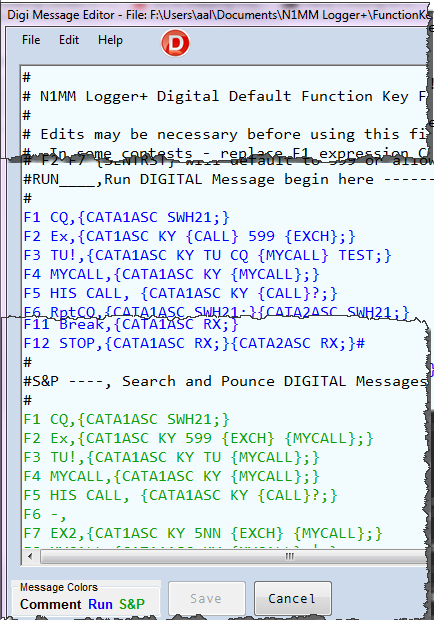 Digi Message Editor - File: F:\Users\aal\Documents\N1MM Logger+\FunctionKe
File Edit Help
D
#
# N1MM Logger+ Digital Default Function Key F
#
# Edits may be necessary before using this fi
# In some contests - replace F1 expression C
# F2 F7 {SENTRST} will default to 599 or allow
#RUN____,Run DIGITAL Message begin here ------
#
F1 CQ,{CATA1ASC SWH21;}
F2 Ex,{CATA1ASC KY {CALL} 599 {EXCH};}
F3 TU!,{CATA1ASC KY TU CQ {MYCALL} TEST;}
F4 MYCALL,{CATA1ASC KY {MYCALL};}
F5 HIS CALL, {CATA1ASC KY {CALL}?;}
F6 RptCQ,{CATA1ASC SWH21;}{CATA2ASC SWH21;}
F11 Break,{CATA1ASC RX;}
F12 STOP,{CATA1ASC RX;}{CATA2ASC RX;}#
#
#S&P ----, Search and Pounce DIGITAL Messages
#
F1 CQ,{CATA1ASC SWH21;}
F2 Ex,{CAT1ASC KY 599 {EXCH} {MYCALL};}
F3 TU!,{CATA1ASC KY TU {MYCALL};}
F4 MYCALL,{CATA1ASC KY {MYCALL};}
F5 HIS CALL, {CATA1ASC KY {CALL}?;}
F6 -,
F7 EX2,{CAT1ASC KY 5NN {EXCH} {MYCALL};}
Message Colors
Comment Run S&P
Save
Cancel